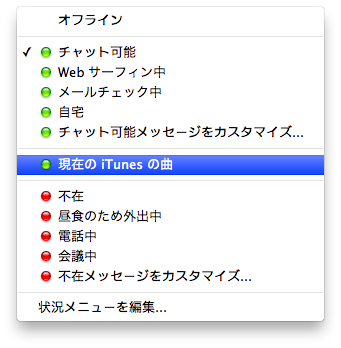 オフライン
✓ チャット可能
Web サーフィン中
メールチェック中
自宅
チャット可能メッセージをカスタマイズ...
現在の iTunes の曲
不在
昼食のため外出中
電話中
会議中
不在メッセージをカスタマイズ...
状況メニューを編集...